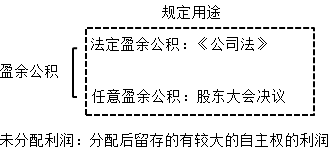 规定用途
法定盈余公积：《公司法》
盈余公积
任意盈余公积：股东大会决议
未分配利润：分配后留存的有较大的自主权的利润